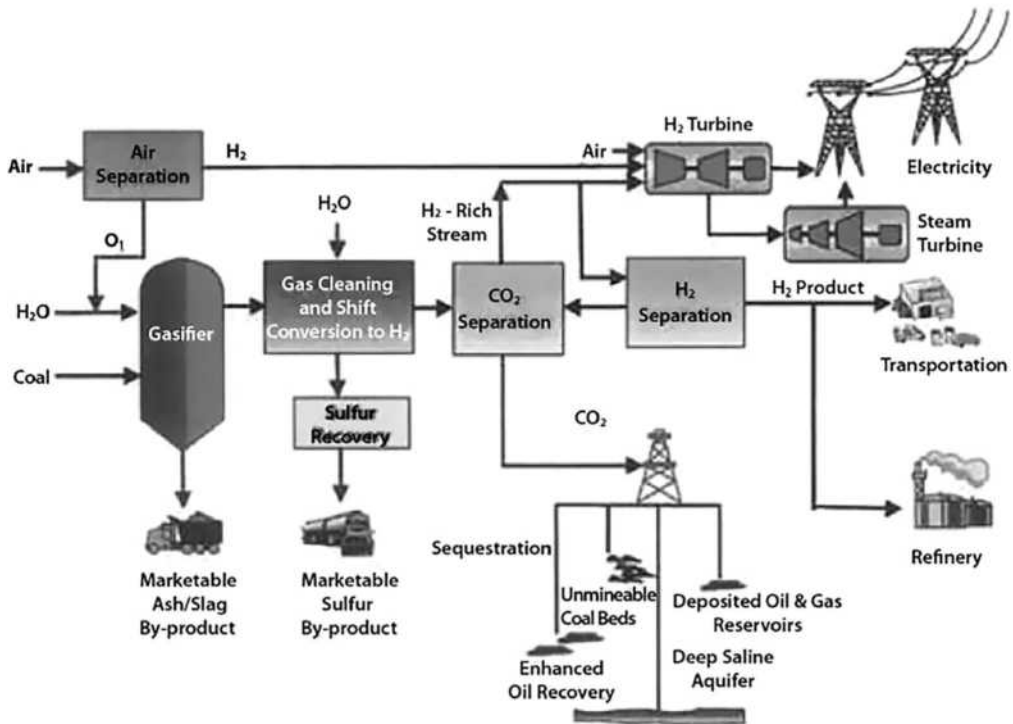 H₂ Turbine
Air
Air
Separation
H₂
Air
Electricity
H₂O
H₂ - Rich
Stream
Steam
Turbine
O₁
H₂O
Gasifier
Gas Cleaning
and Shift
Conversion to H₂
CO₂
Separation
H₂
Separation
H₂ Product
Coal
Transportation
Sulfur
Recovery
CO₂
Sequestration
Marketable
Ash/Slag
By-product
Marketable
Sulfur
By-product
Unmineable
Coal Beds
Deposited Oil & Gas
Reservoirs
Refinery
Enhanced
Oil Recovery
Deep Saline
Aquifer